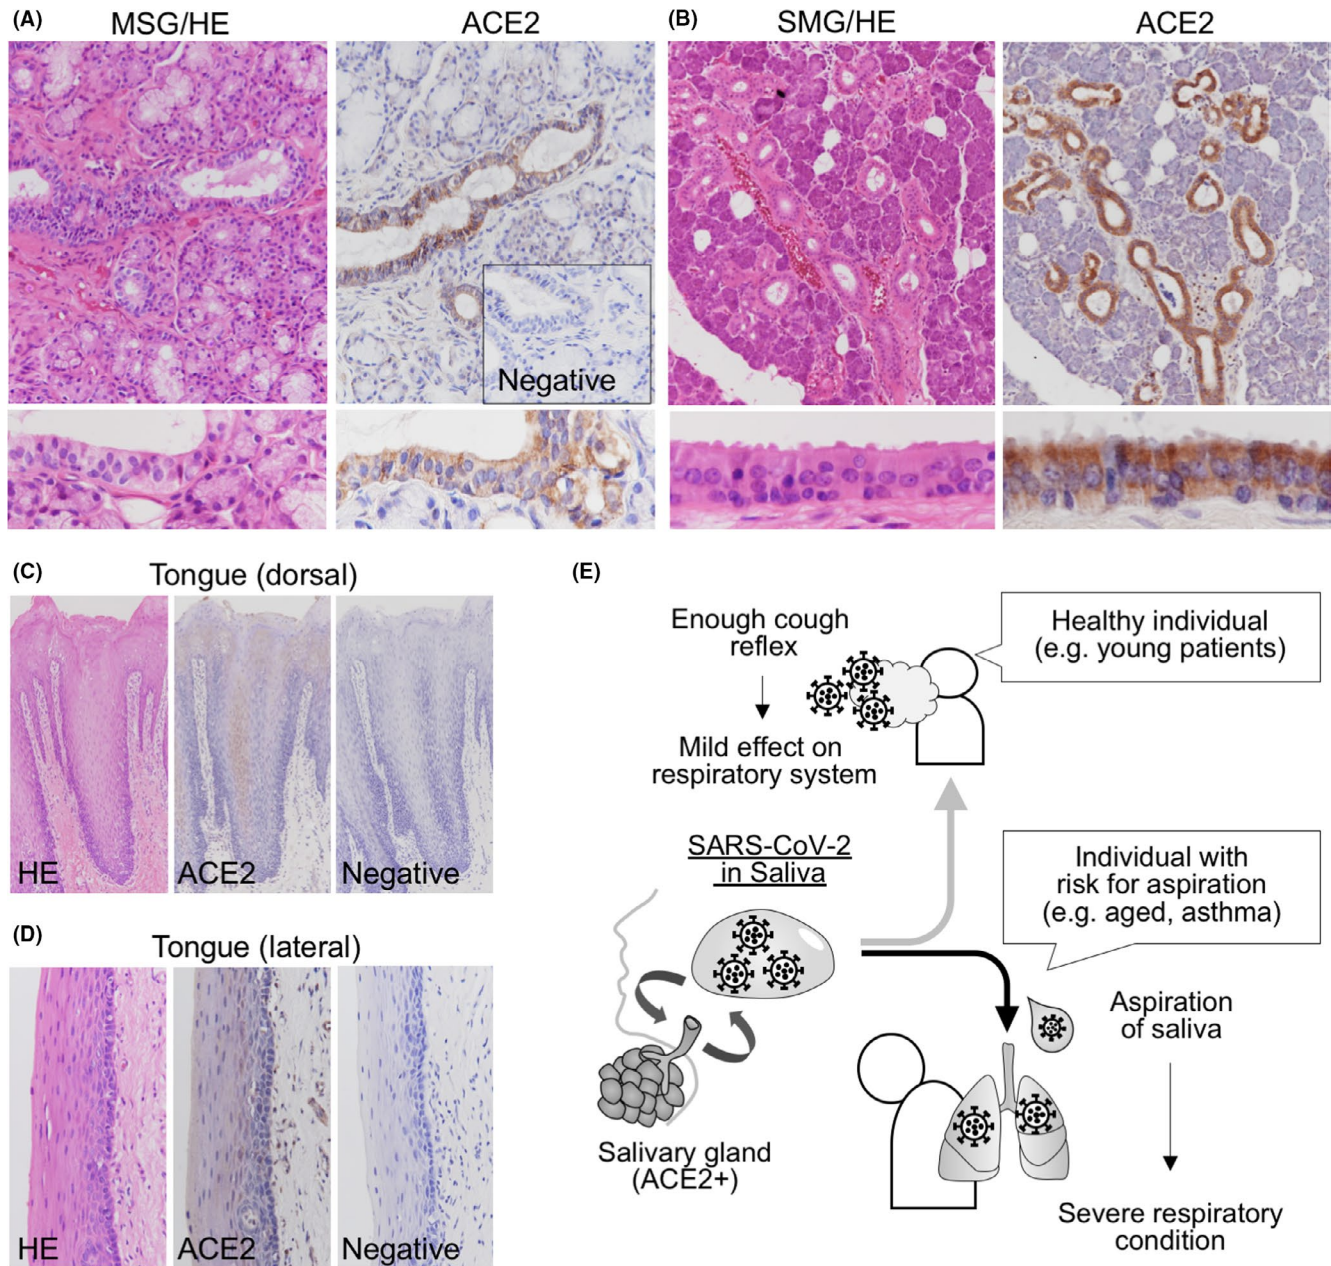 (A)
MSG/HE
ACE2
Negative
(B)
SMG/HE
ACE2
(C)
Tongue (dorsal)
HE
ACE2
Negative
(D)
Tongue (lateral)
HE
ACE2
Negative
(E)
Enough cough
reflex
Mild effect on
respiratory system
Healthy individual
(e.g. young patients)
SARS-CoV-2
in Saliva
Individual with
risk for aspiration
(e.g. aged, asthma)
Salivary gland
(ACE2+)
Aspiration
of saliva
Severe respiratory
condition